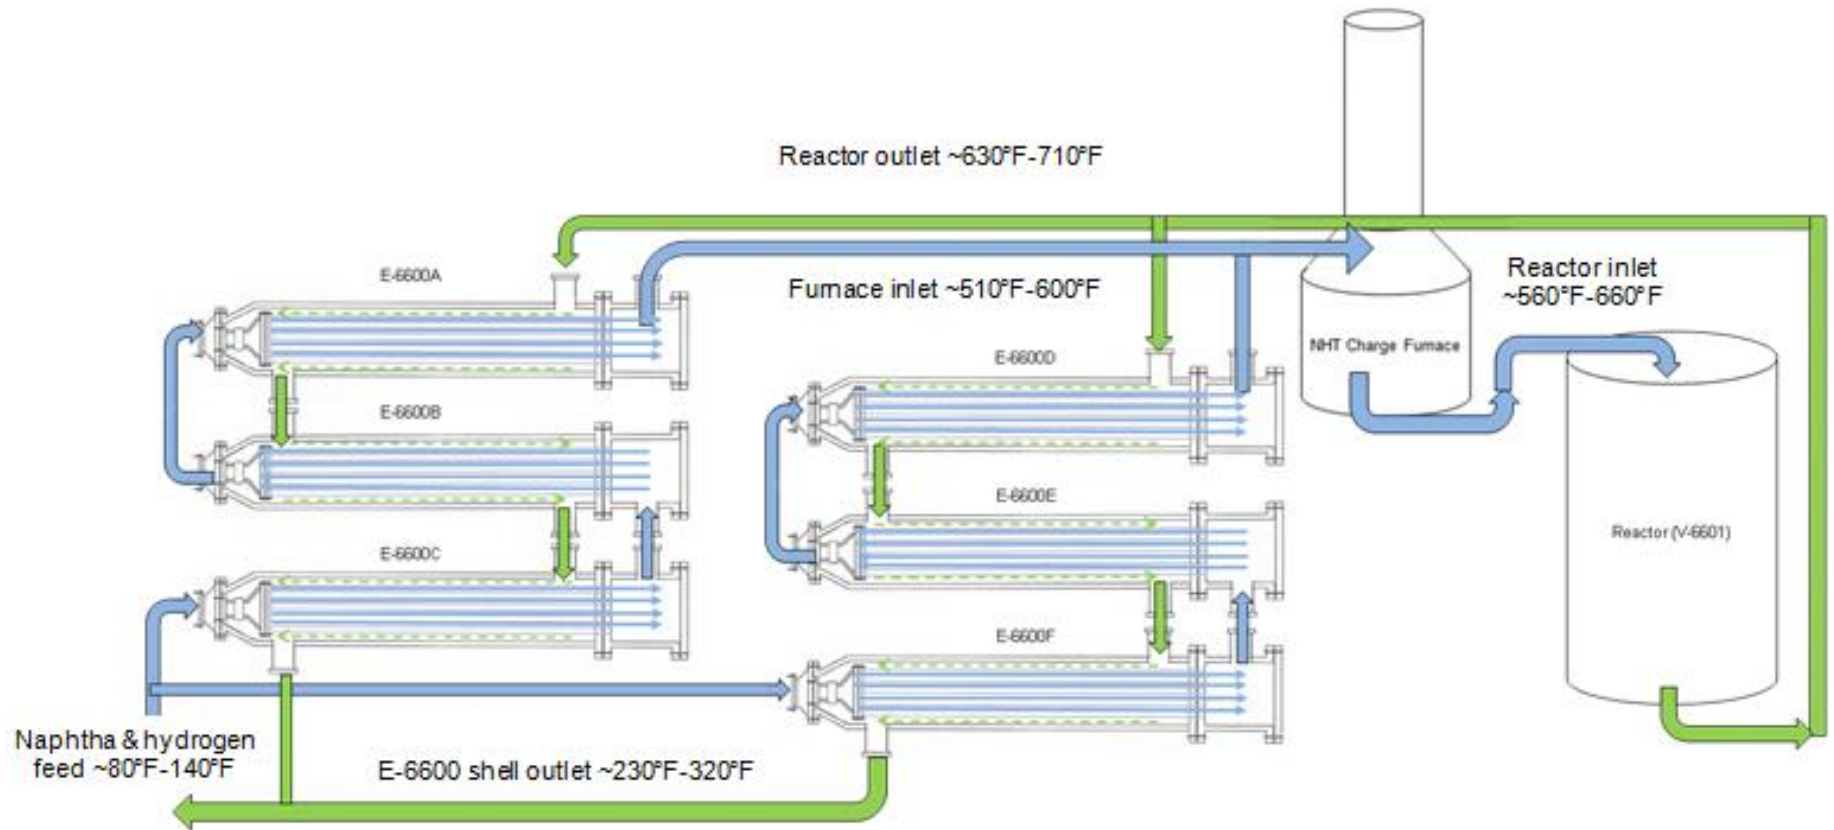 Reactor outlet ~630°F-710°F
E-6600A
Furnace inlet ~510°F-600°F
Reactor inlet
~560°F-660°F
NHT Charge Furnace
E-6600D
E-6600B
E-6600E
Reactor (V-6601)
E-6600C
E-6600F
Naphtha & hydrogen
feed ~80°F-140°F
E-6600 shell outlet ~230°F-320°F